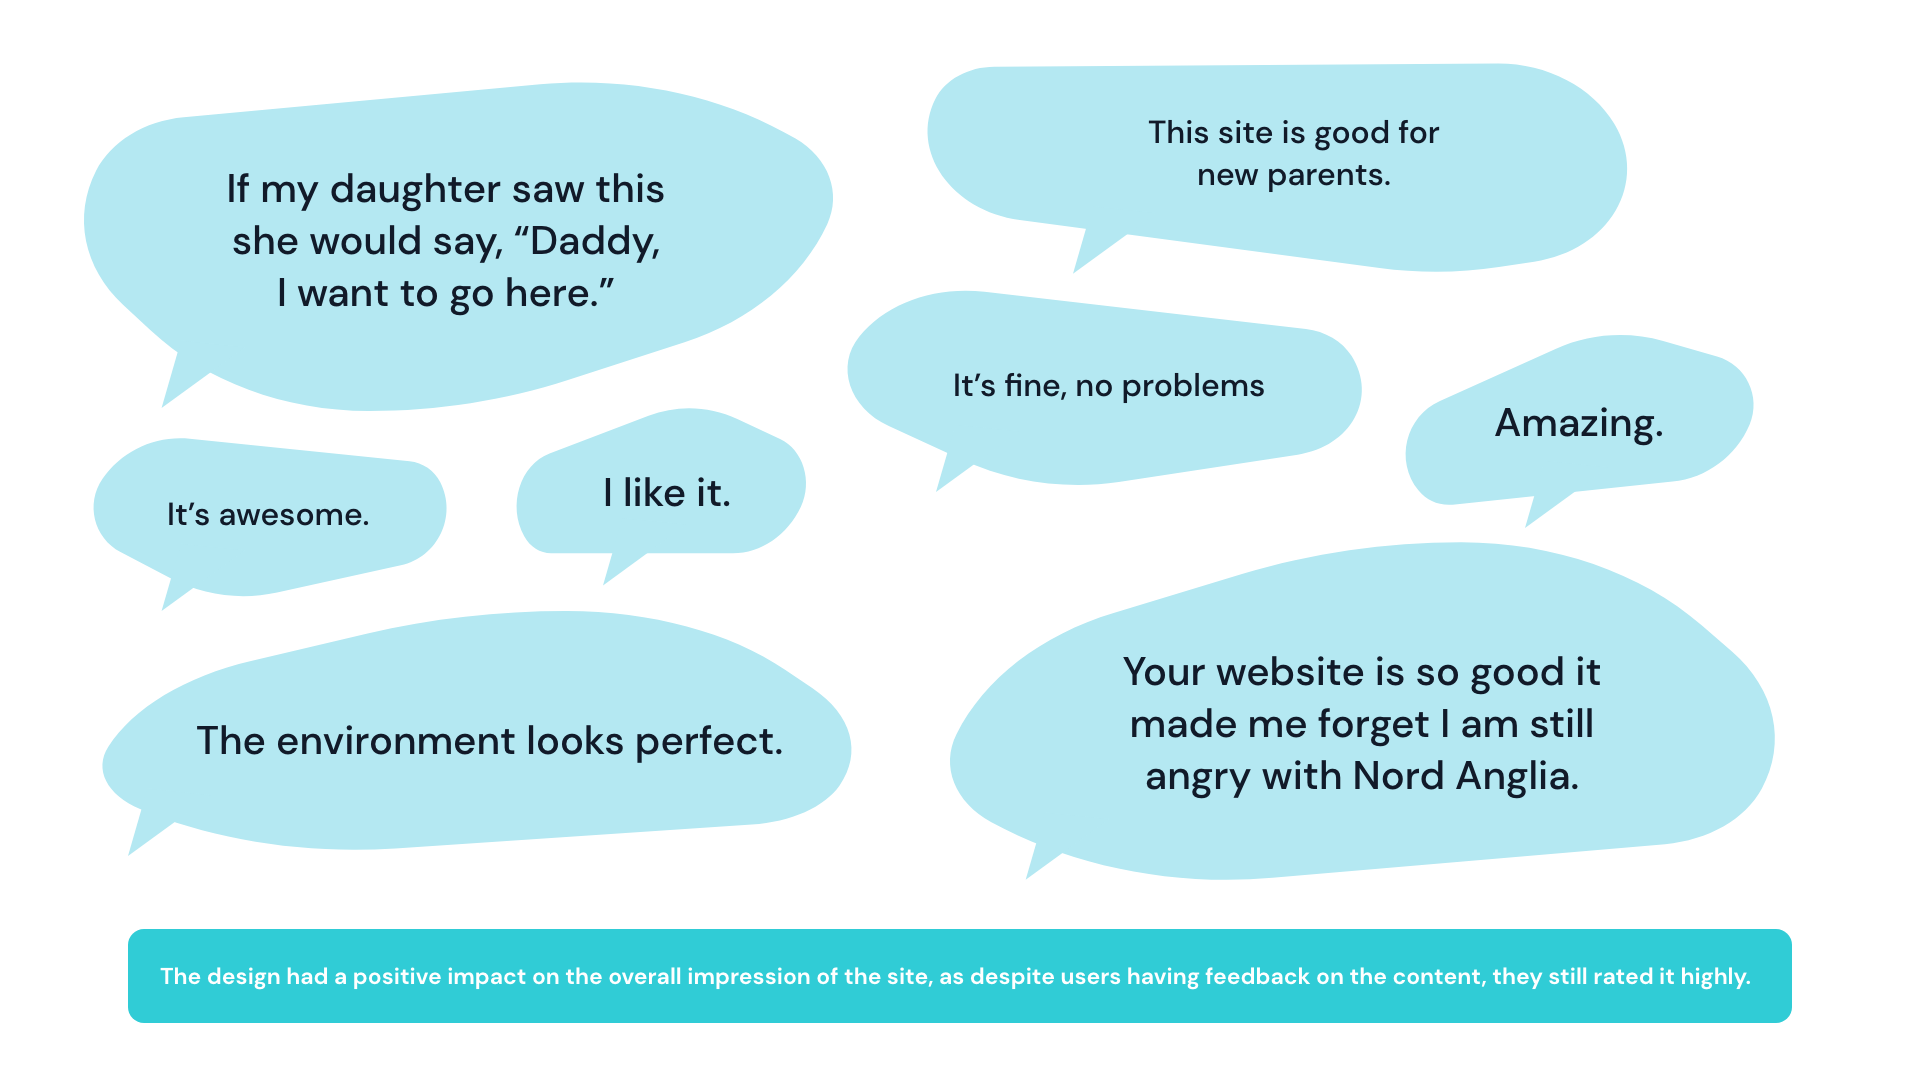 If my daughter saw this
she would say, “Daddy,
I want to go here.”
This site is good for
new parents.
It’s fine, no problems
Amazing.
It’s awesome.
I like it.
The environment looks perfect.
Your website is so good it
made me forget I am still
angry with Nord Anglia.
The design had a positive impact on the overall impression of the site, as despite users having feedback on the content, they still rated it highly.